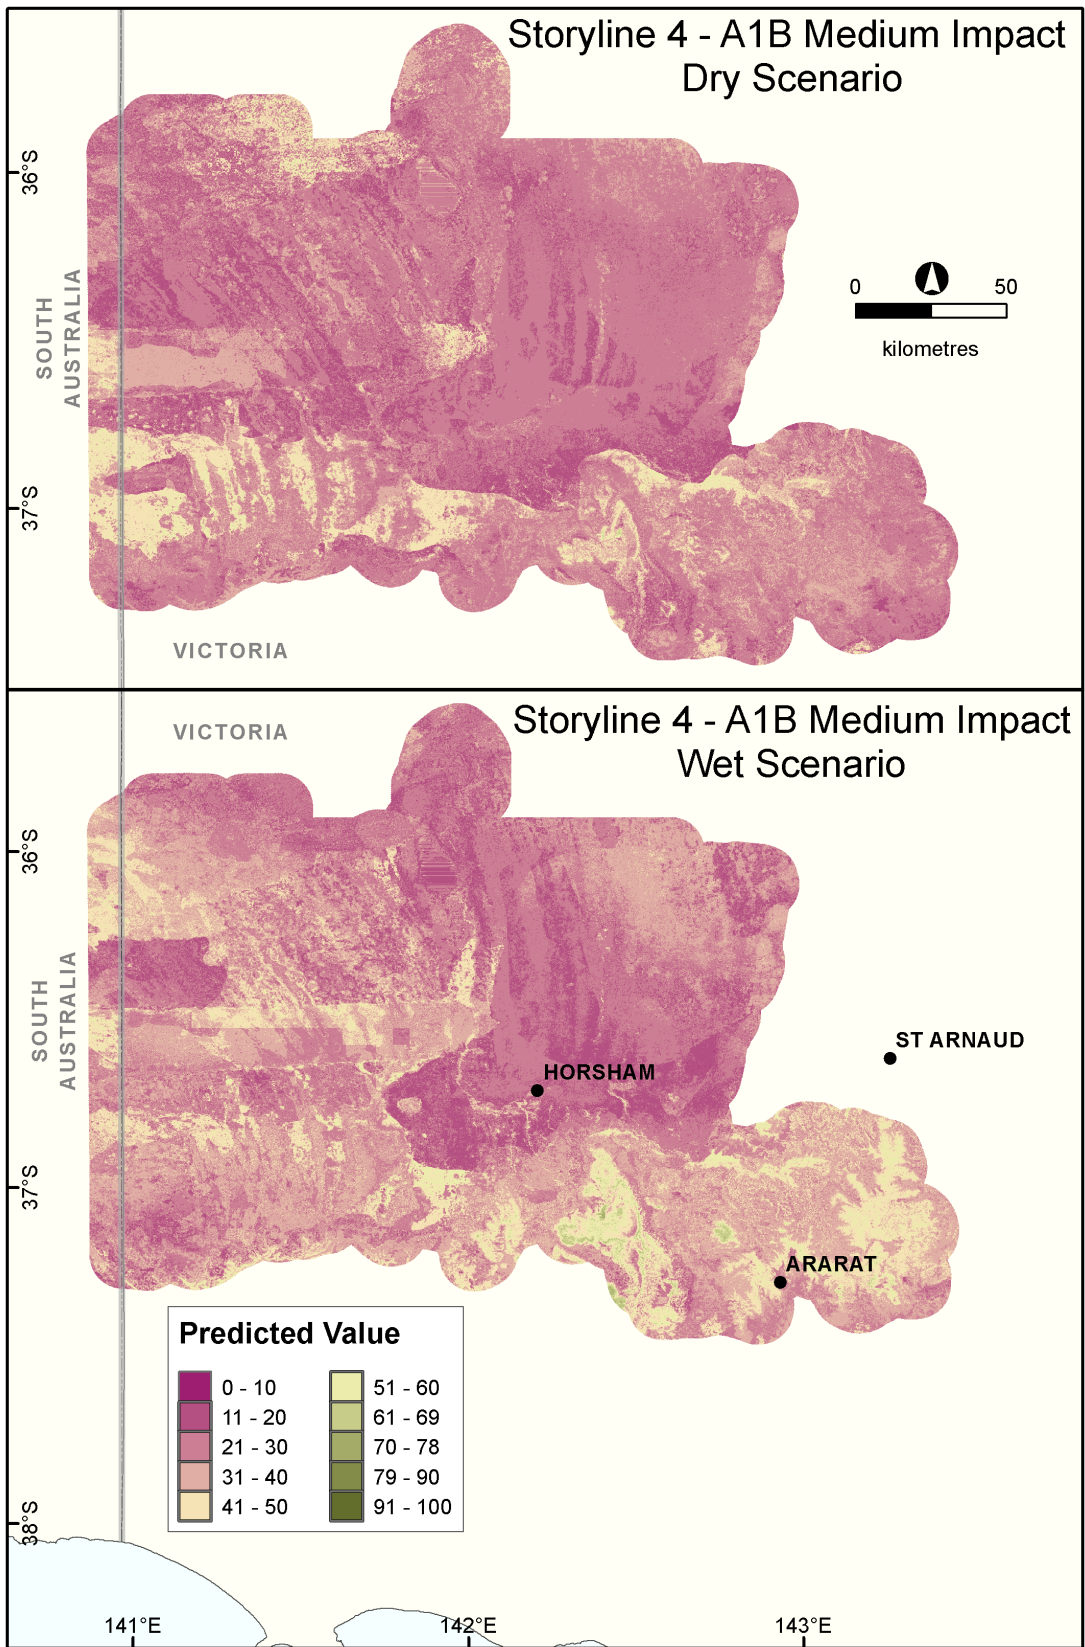 Storyline 4 - A1B Medium Impact
Dry Scenario
36°S
SOUTH
AUSTRALIA
0 50
kilometres
37°S
VICTORIA
VICTORIA
Storyline 4 - A1B Medium Impact
Wet Scenario
36°S
SOUTH
AUSTRALIA
ST ARNAUD
HORSHAM
37°S
ARARAT
Predicted Value
0 - 10
11 - 20
21 - 30
31 - 40
41 - 50
51 - 60
61 - 69
70 - 78
79 - 90
91 - 100
38°S
141°E
142°E
143°E